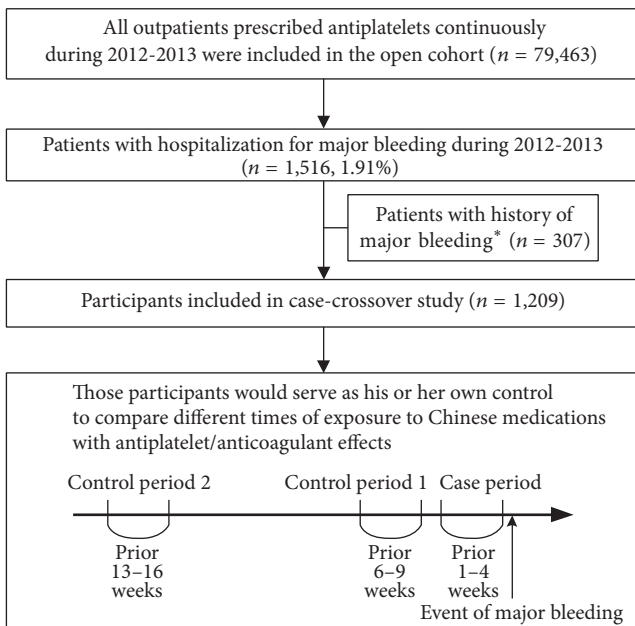 All outpatients prescribed antiplatelets continuously
during 2012-2013 were included in the open cohort (n = 79,463)
Patients with hospitalization for major bleeding during 2012-2013
(n = 1,516, 1.91%)
Patients with history of
major bleeding* (n = 307)
Participants included in case-crossover study (n = 1,209)
Those participants would serve as his or her own control
to compare different times of exposure to Chinese medications
with antiplatelet/anticoagulant effects
Control period 2
Control period 1
Case period
Prior
13–16
weeks
Prior
6–9
weeks
Prior
1–4
weeks
Event of major bleeding